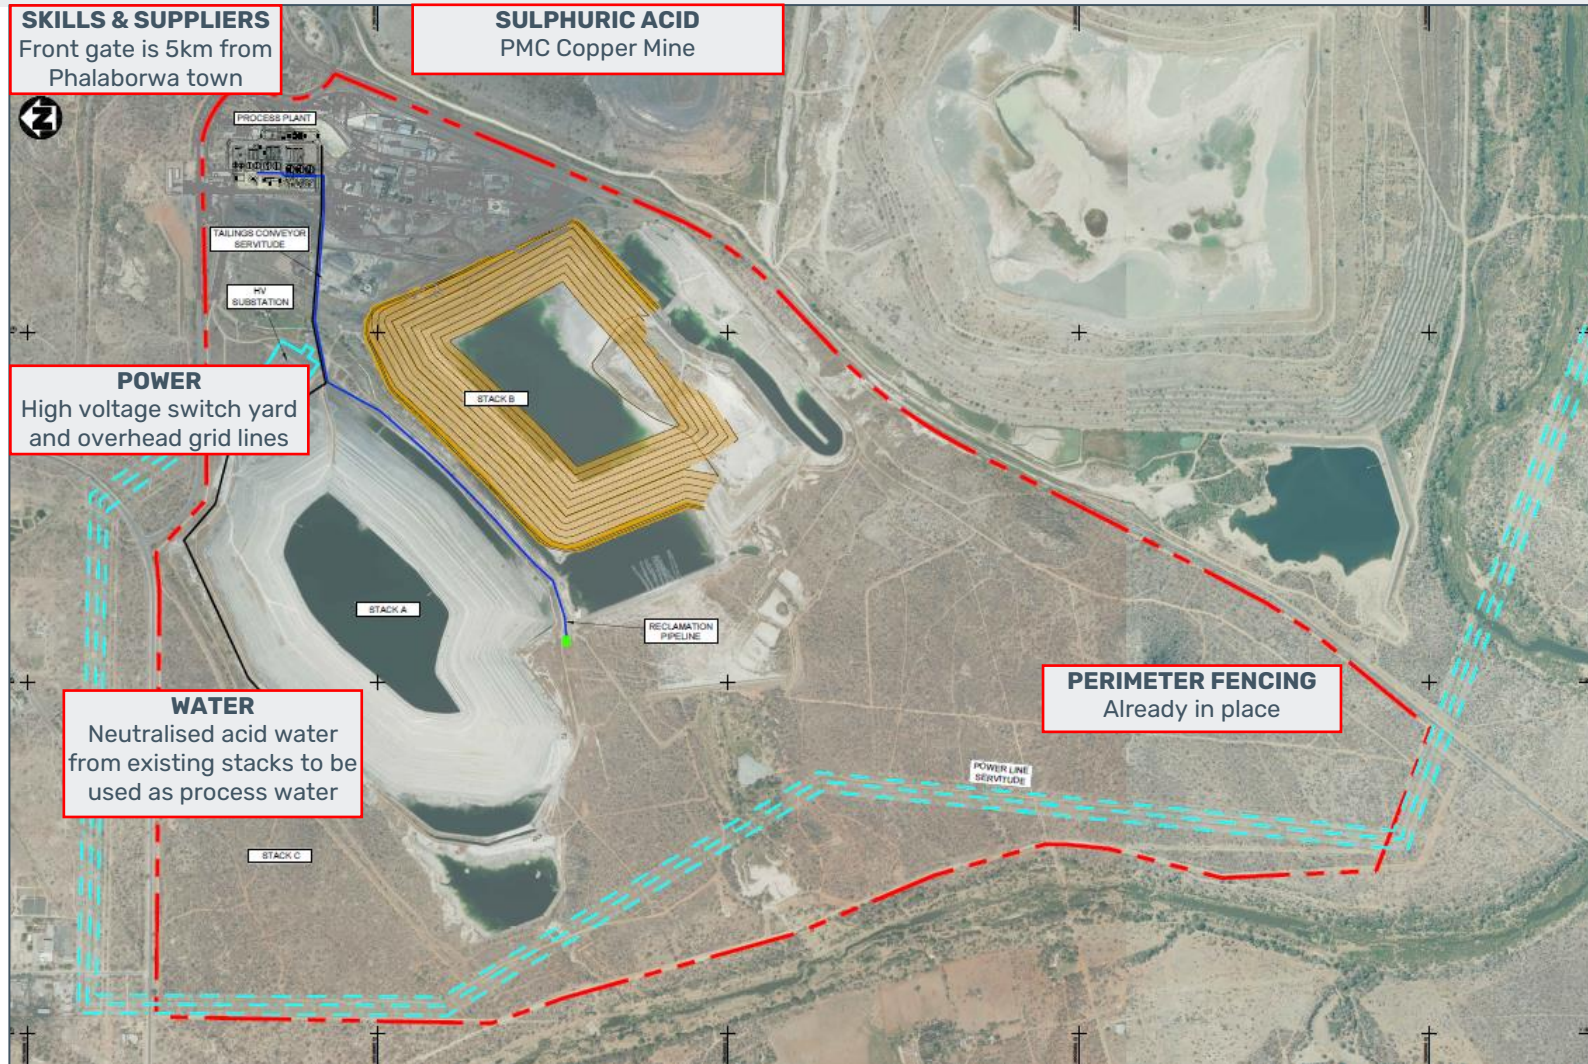 SKILLS & SUPPLIERS
Front gate is 5km from
Phalaborwa town
SULPHURIC ACID
PMC Copper Mine
N
PROCESS PLANT
TAILINGS CONVEYOR
SERVITUDE
HV
SUBSTATION
POWER
High voltage switch yard
and overhead grid lines
STACK B
STACK A
RECLAMATION
PIPELINE
PERIMETER FENCING
Already in place
WATER
Neutralised acid water
from existing stacks to be
used as process water
POWER LINE
SERVITUDE
STACK C